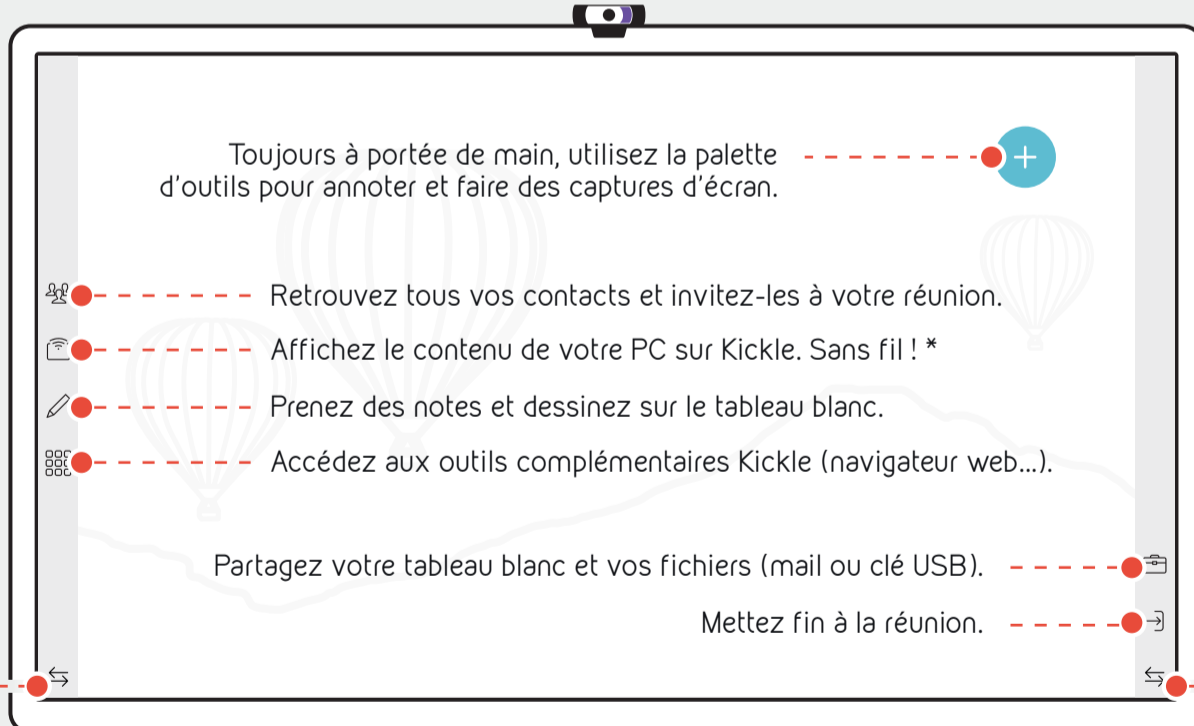 Toujours à portée de main, utilisez la palette
d'outils pour annoter et faire des captures d'écran.
Retrouvez tous vos contacts et invitez-les à votre réunion.
Affichez le contenu de votre PC sur Kickle. Sans fil ! *
Prenez des notes et dessinez sur le tableau blanc.
Accédez aux outils complémentaires Kickle (navigateur web...).
Partagez votre tableau blanc et vos fichiers (mail ou clé USB).
Mettez fin à la réunion.